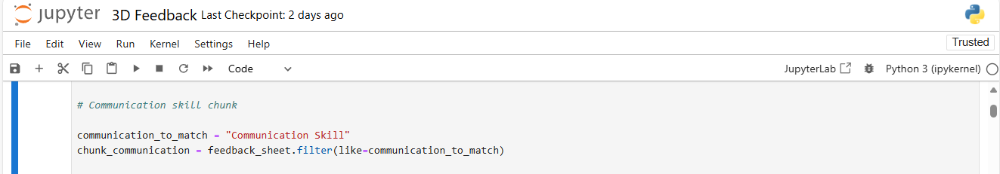 jupyter 3D Feedback Last Checkpoint: 2 days ago
File Edit View Run Kernel Settings Help Trusted
Code JupyterLab Python 3 (ipykernel)
# Communication skill chunk
communication_to_match = "Communication Skill"
chunk_communication = feedback_sheet.filter(like=communication_to_match)